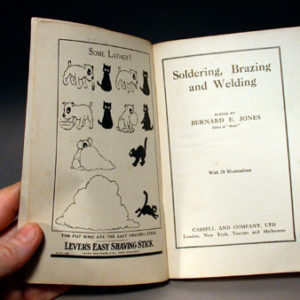 SOME LATHER!
THE PUP WHO ATE THE EASY SHAVING STICK.
LEVER'S EASY SHAVING STICK
Soldering, Brazing
and Welding
EDITED BY
BERNARD E. JONES
Editor of "Work"
With Illustrations
CASSELL AND COMPANY, LTD
London, New York, Toronto and Melbourne